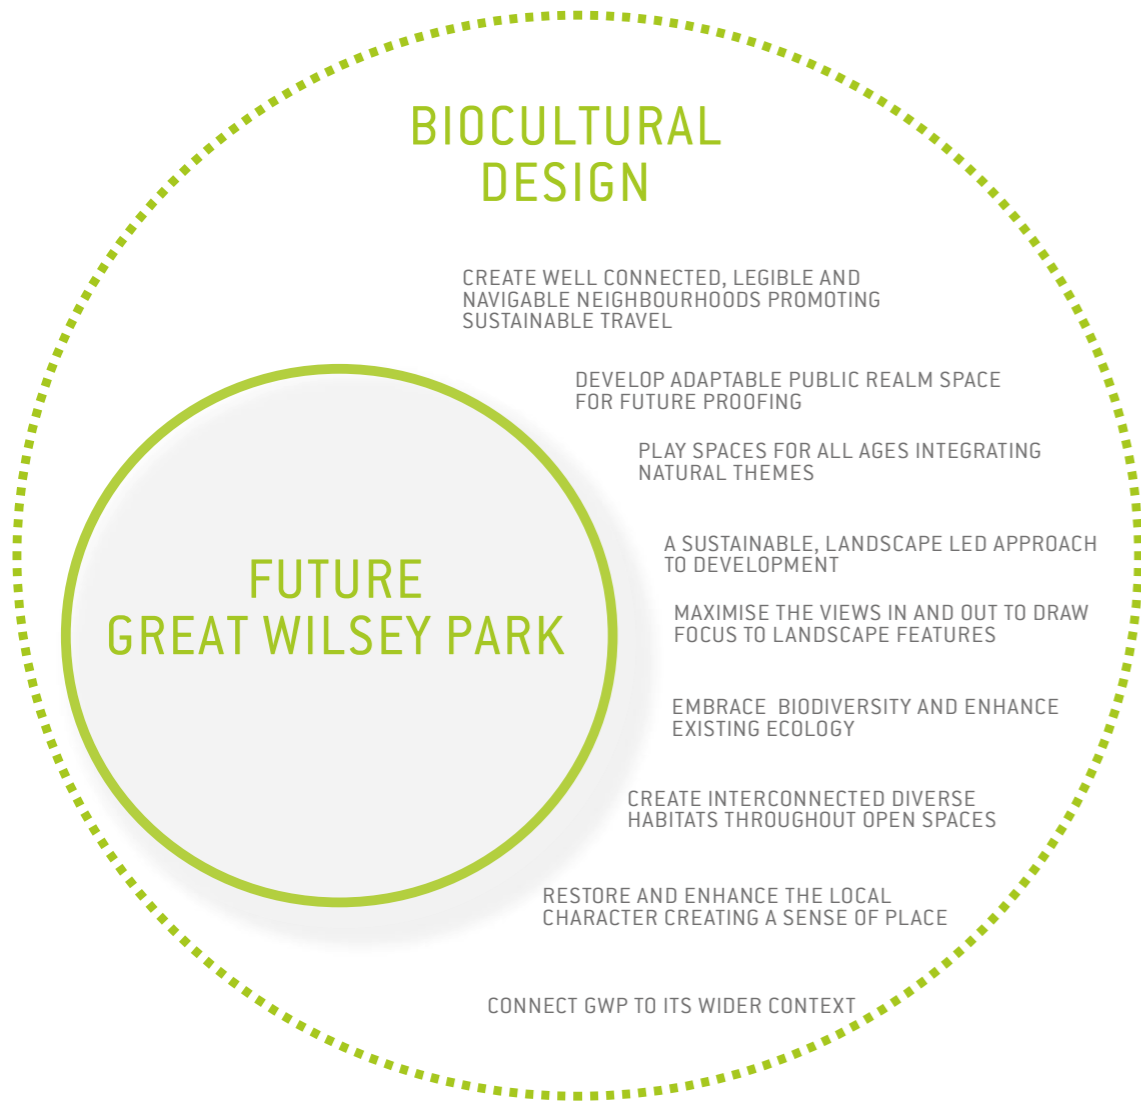 BIOCULTURAL
DESIGN
CREATE WELL CONNECTED, LEGIBLE AND
NAVIGABLE NEIGHBOURHOODS PROMOTING
SUSTAINABLE TRAVEL
DEVELOP ADAPTABLE PUBLIC REALM SPACE
FOR FUTURE PROOFING
PLAY SPACES FOR ALL AGES INTEGRATING
NATURAL THEMES
A SUSTAINABLE, LANDSCAPE LED APPROACH
TO DEVELOPMENT
FUTURE
GREAT WILSEY PARK
MAXIMISE THE VIEWS IN AND OUT TO DRAW
FOCUS TO LANDSCAPE FEATURES
EMBRACE BIODIVERSITY AND ENHANCE
EXISTING ECOLOGY
CREATE INTERCONNECTED DIVERSE
HABITATS THROUGHOUT OPEN SPACES
RESTORE AND ENHANCE THE LOCAL
CHARACTER CREATING A SENSE OF PLACE
CONNECT GWP TO ITS WIDER CONTEXT